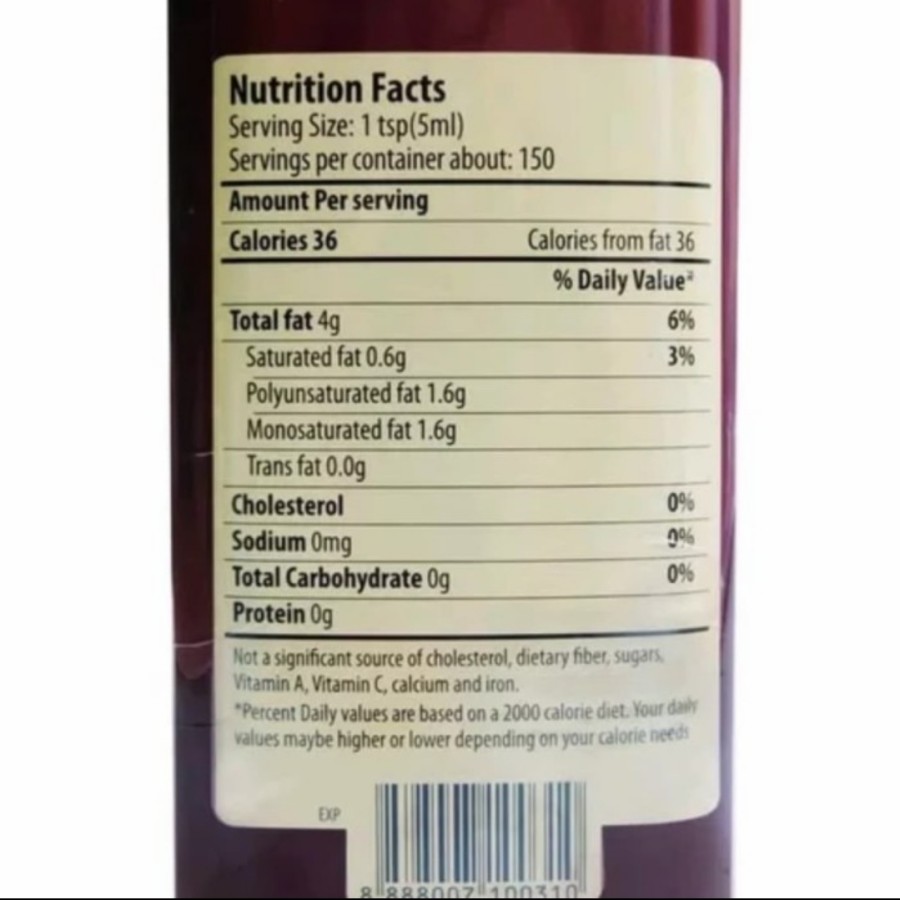 Nutrition Facts
Serving Size: 1 tsp(5ml)
Servings per container about: 150
Amount Per serving
Calories 36 Calories from fat 36
% Daily Value*
Total fat 4g 6%
Saturated fat 0.6g 3%
Polyunsaturated fat 1.6g
Monosaturated fat 1.6g
Trans fat 0.0g
Cholesterol 0%
Sodium 0mg 0%
Total Carbohydrate 0g 0%
Protein 0g
Not a significant source of cholesterol, dietary fiber, sugars,
Vitamin A, Vitamin C, calcium and iron.
*Percent Daily values are based on a 2000 calorie diet. Your daily
values maybe higher or lower depending on your calorie needs
EXP
8 888007 100310